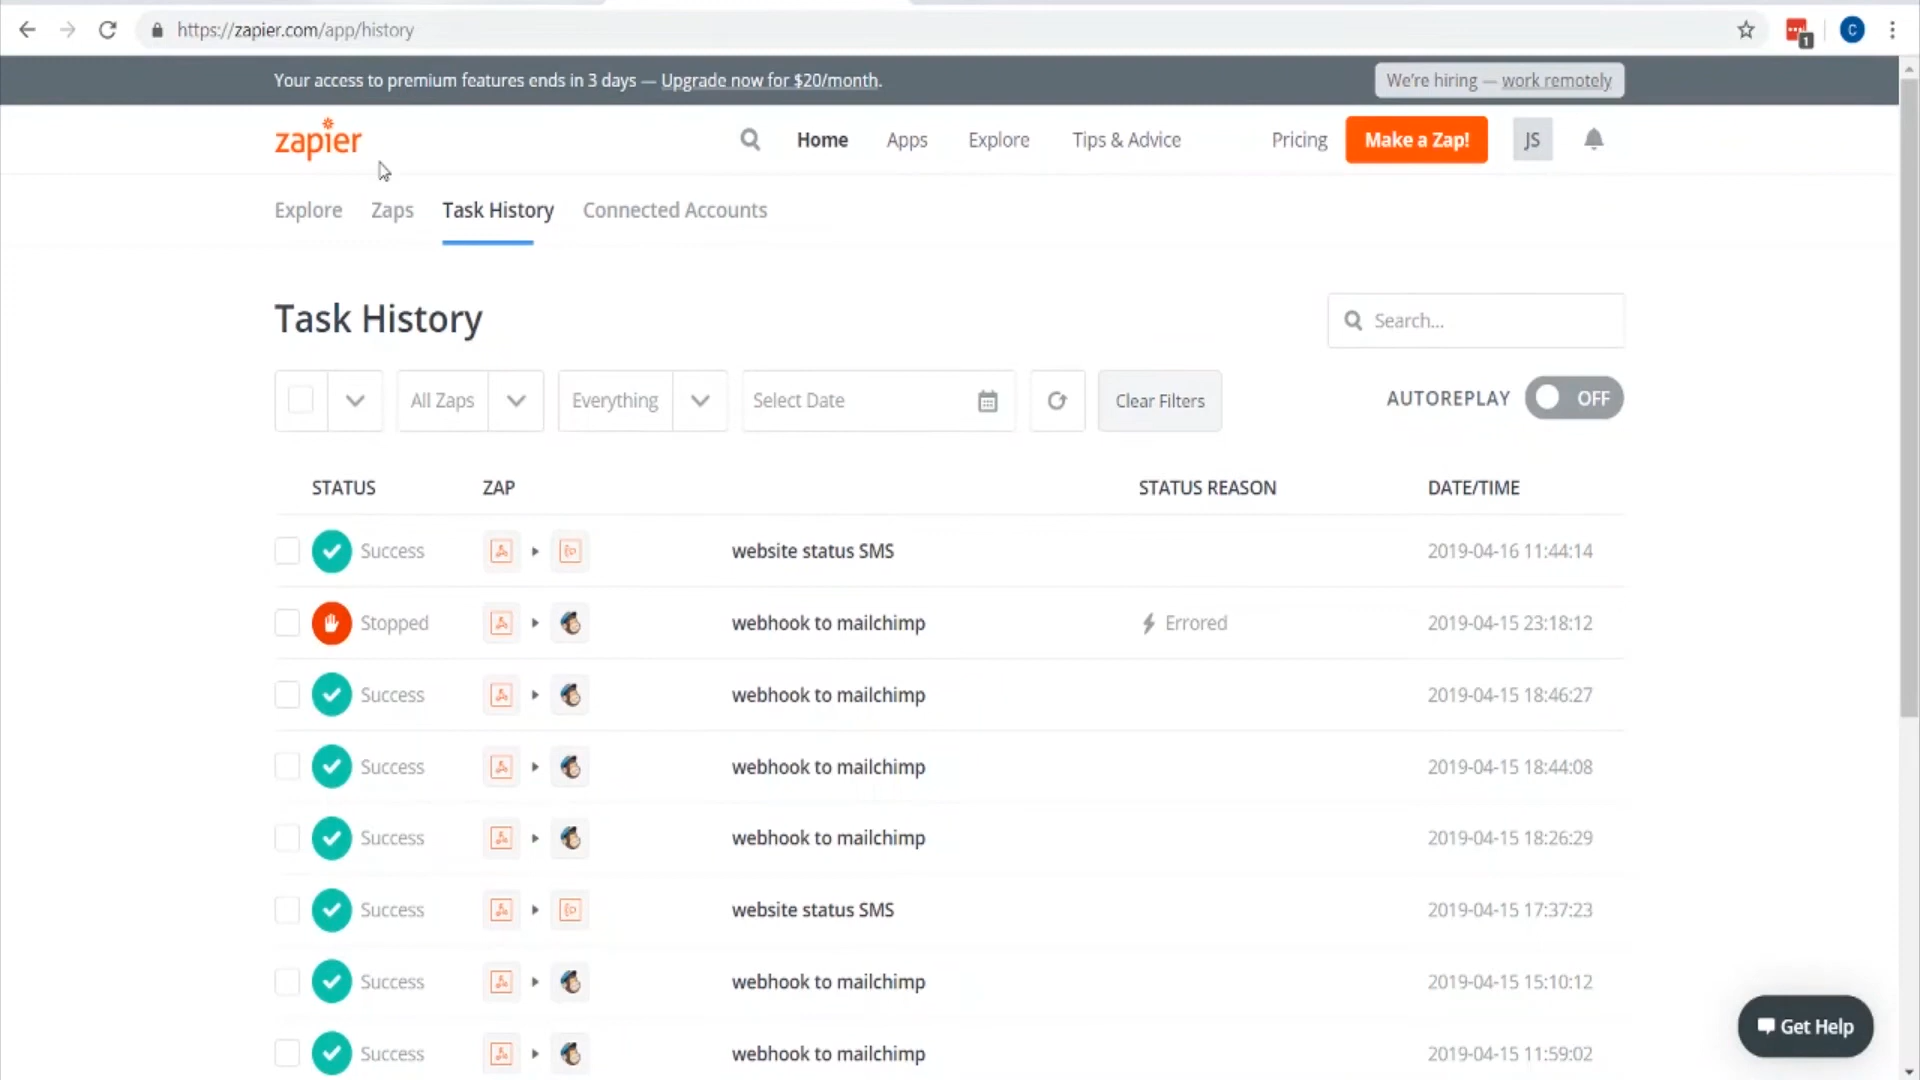 https://zapier.com/app/history
1
C
Your access to premium features ends in 3 days — Upgrade now for $20/month.
We're hiring — work remotely
zapier
Home
Apps
Explore
Tips & Advice
Pricing
Make a Zap!
JS
Explore
Zaps
Task History
Connected Accounts
Task History
Search...
All Zaps
Everything
Select Date
Clear Filters
AUTOREPLAY
OFF
STATUS ZAP STATUS REASON DATE/TIME
Success website status SMS 2019-04-16 11:44:14
Stopped webhook to mailchimp Errored 2019-04-15 23:18:12
Success webhook to mailchimp 2019-04-15 18:46:27
Success webhook to mailchimp 2019-04-15 18:44:08
Success webhook to mailchimp 2019-04-15 18:26:29
Success website status SMS 2019-04-15 17:37:23
Success webhook to mailchimp 2019-04-15 15:10:12
Success webhook to mailchimp 2019-04-15 11:59:02
Get Help